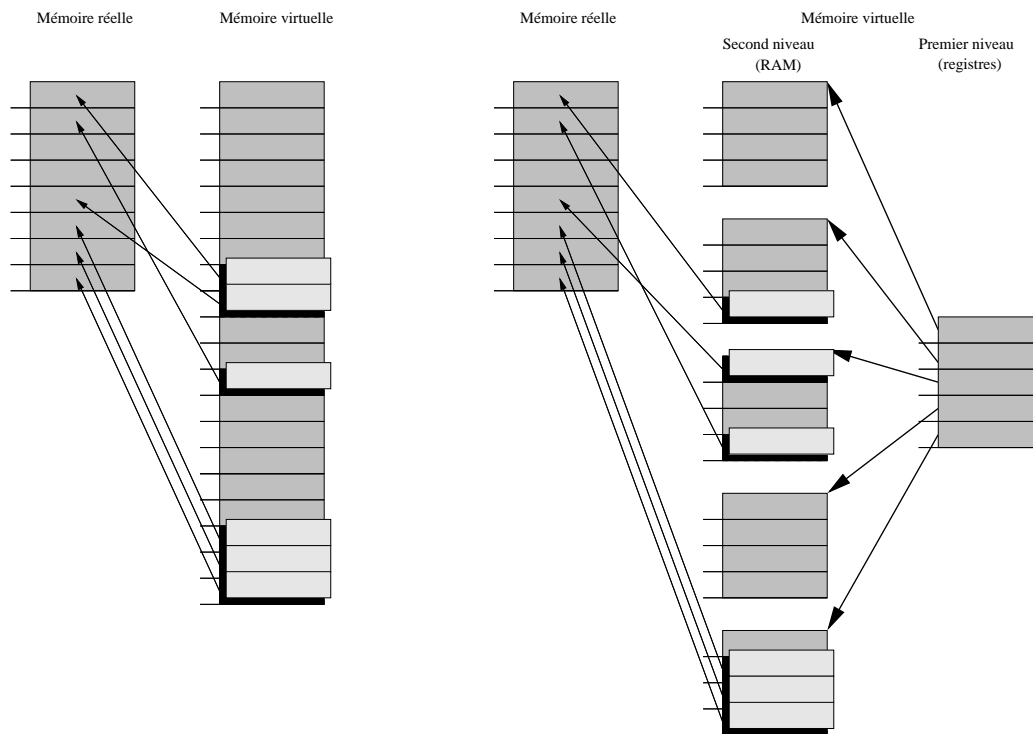 Mémoire réelle
Mémoire virtuelle
Mémoire réelle
Mémoire virtuelle
Second niveau
(RAM)
Premier niveau
(registres)